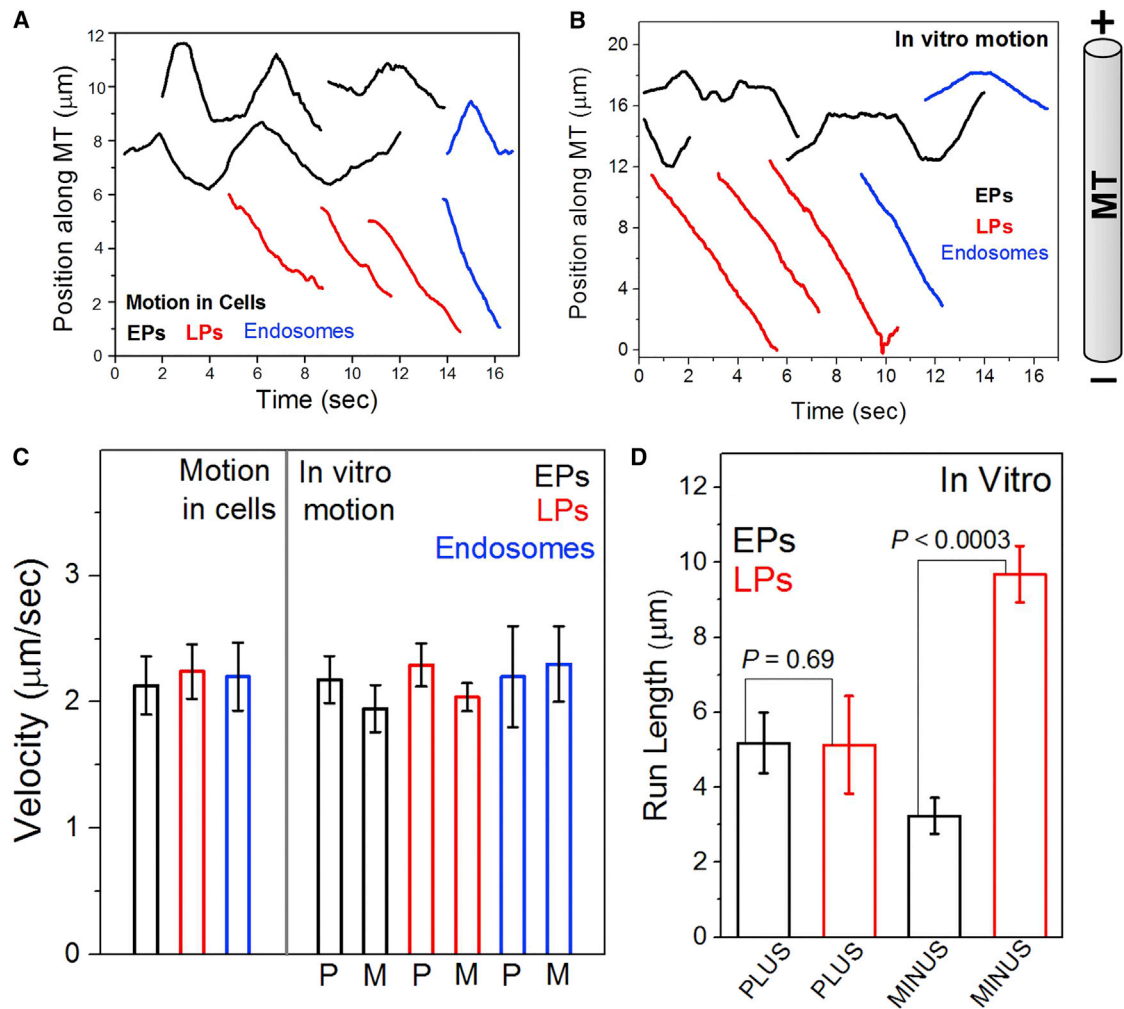 A
Position along MT (μm)
12
10
8
6
4
2
0
Motion in Cells
EPs LPs Endosomes
0 2 4 6 8 10 12 14 16
Time (sec)
B
Position along MT (μm)
20
16
12
8
4
0
In vitro motion
EPs
LPs
Endosomes
0 2 4 6 8 10 12 14 16
Time (sec)
+
MT
–
C
Velocity (μm/sec)
3
2
1
0
Motion
in cells
In vitro
motion
EPs
LPs
Endosomes
P M P M P M
D
Run Length (μm)
12
10
8
6
4
2
0
In Vitro
EPs
LPs
P < 0.0003
P = 0.69
PLUS PLUS MINUS MINUS